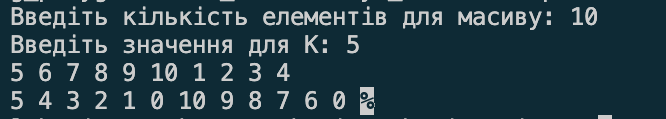 Введіть кількість елементів для масиву: 10
Введіть значення для К: 5
5 6 7 8 9 10 1 2 3 4
5 4 3 2 1 0 10 9 8 7 6 0 %